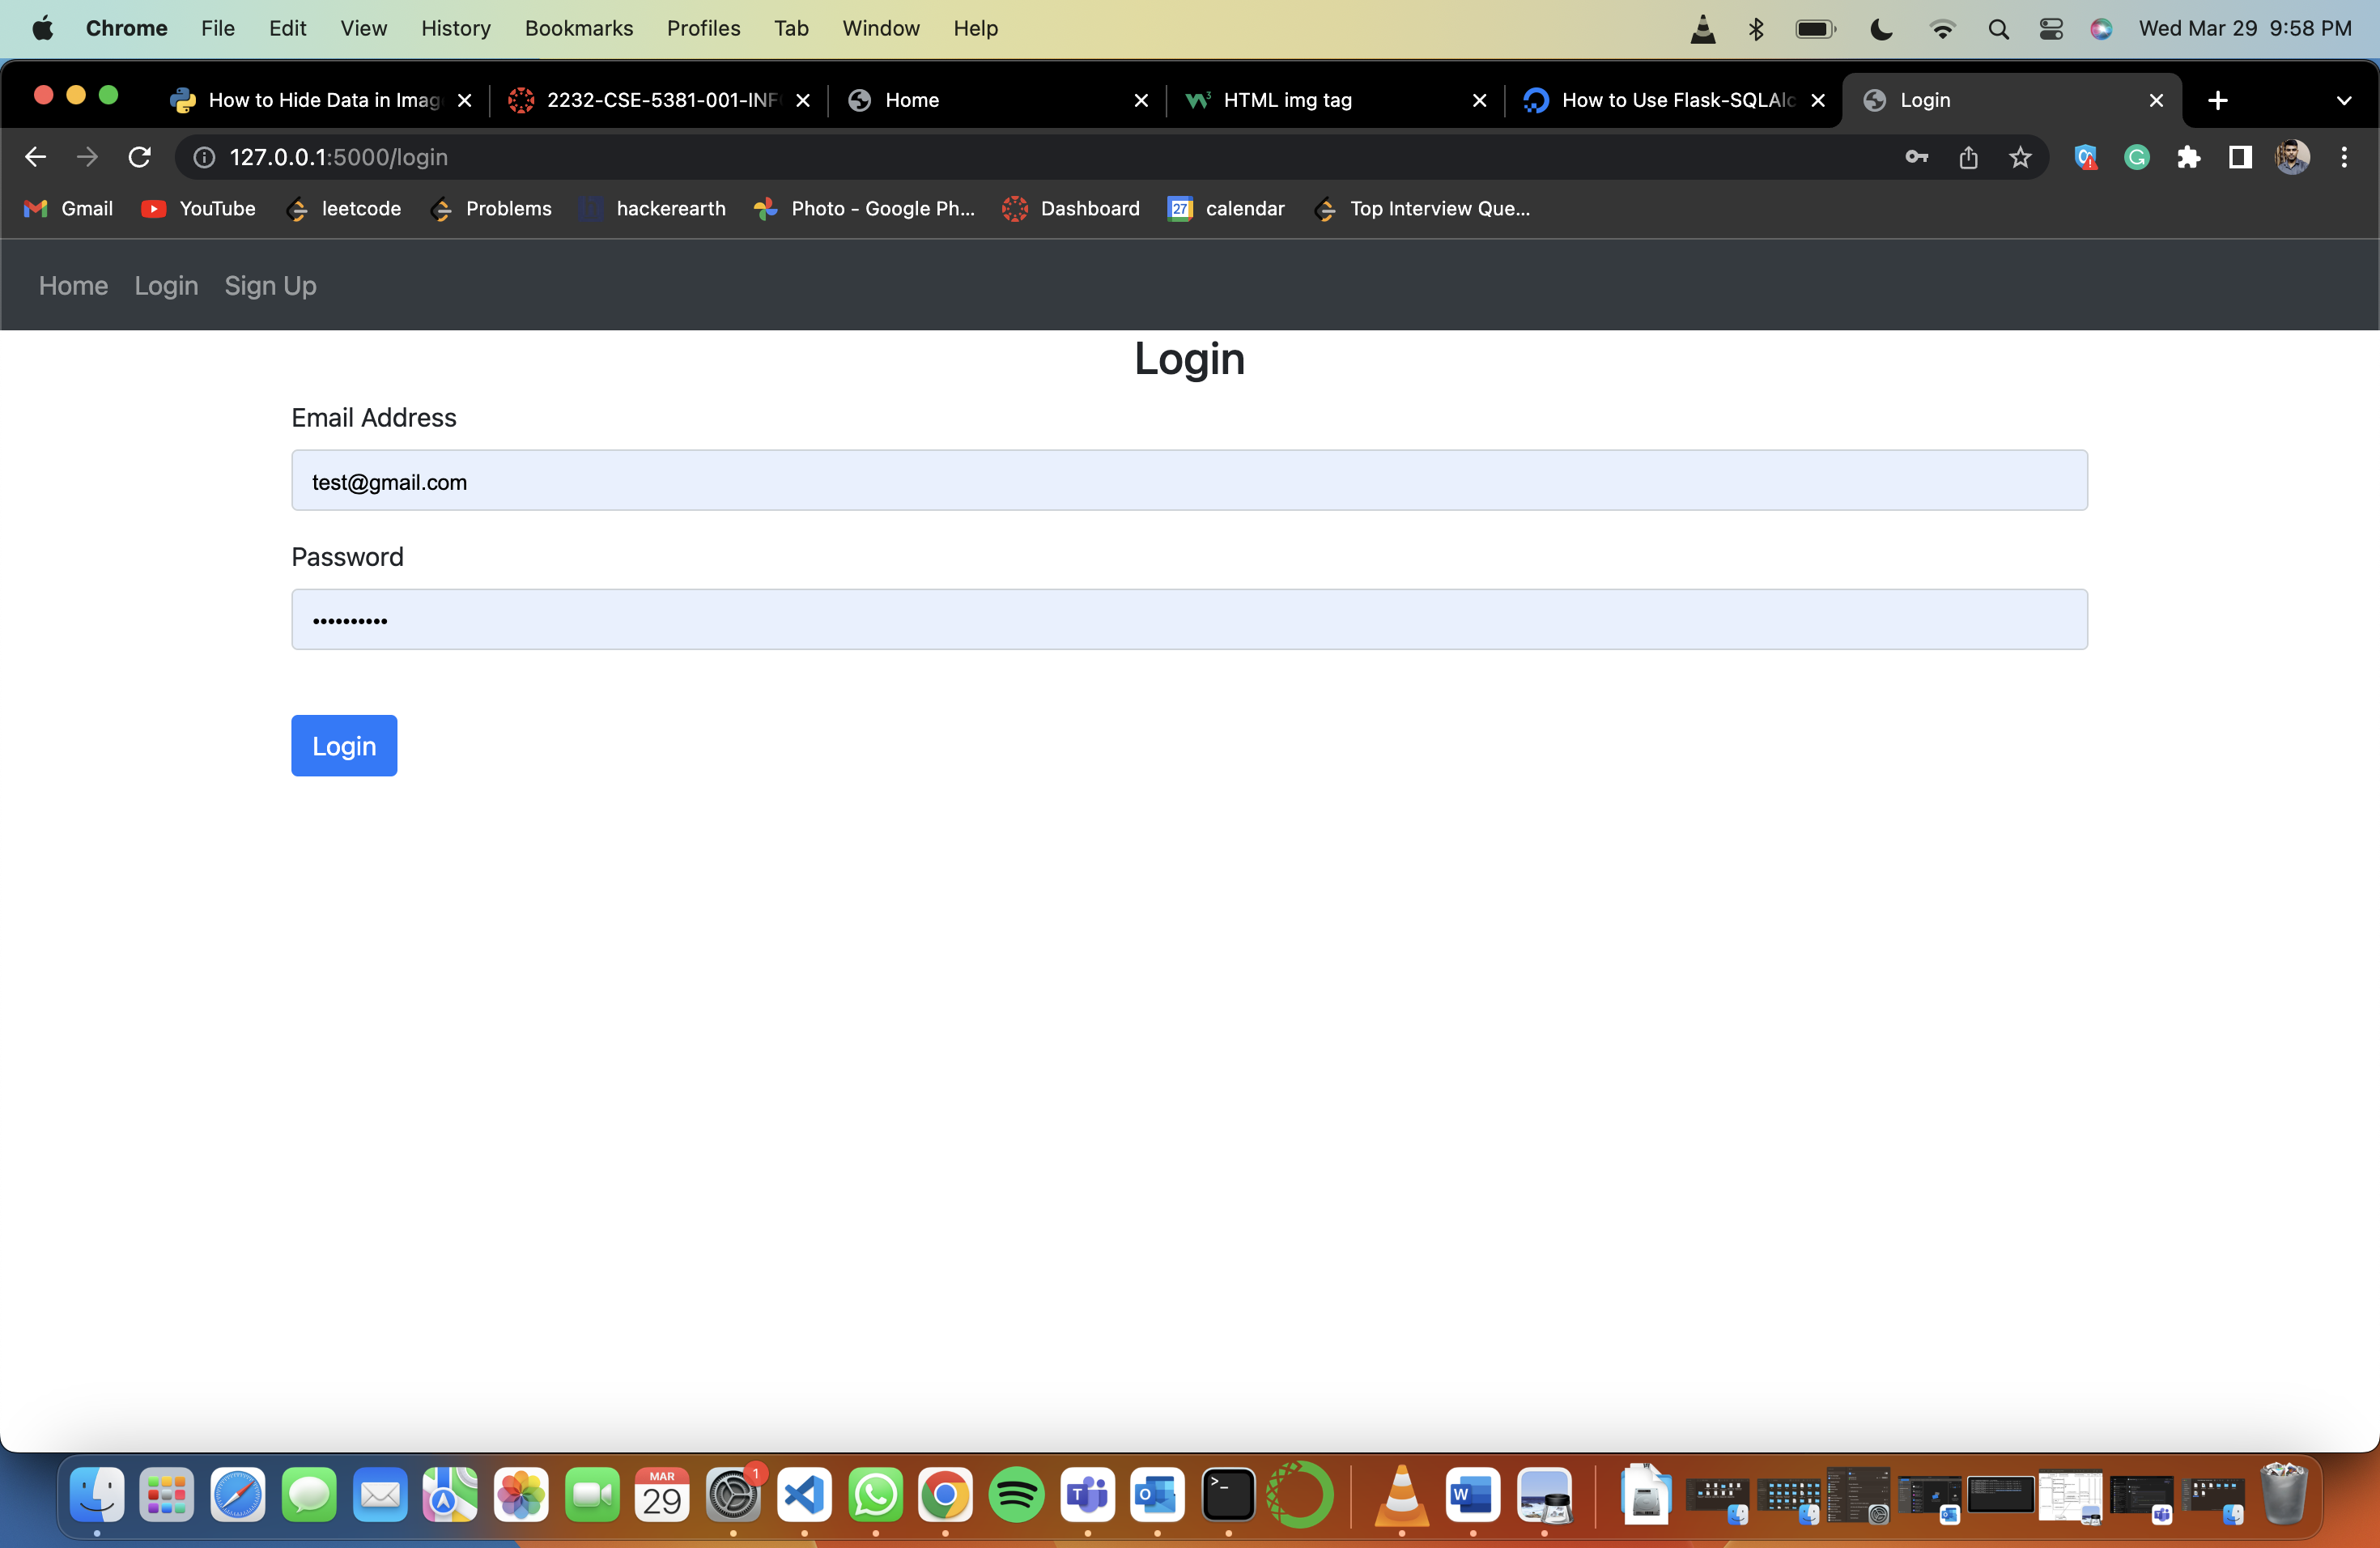 Chrome File Edit View History Bookmarks Profiles Tab Window Help Wed Mar 29 9:58 PM
How to Hide Data in Imag 2232-CSE-5381-001-INF Home HTML img tag How to Use Flask-SQLAlc Login
127.0.0.1:5000/login
Gmail YouTube leetcode Problems hackerearth Photo - Google Ph... Dashboard 27 calendar Top Interview Que...
Home Login Sign Up
Login
Email Address
test@gmail.com
Password
••••••••••
Login
MAR
29
1